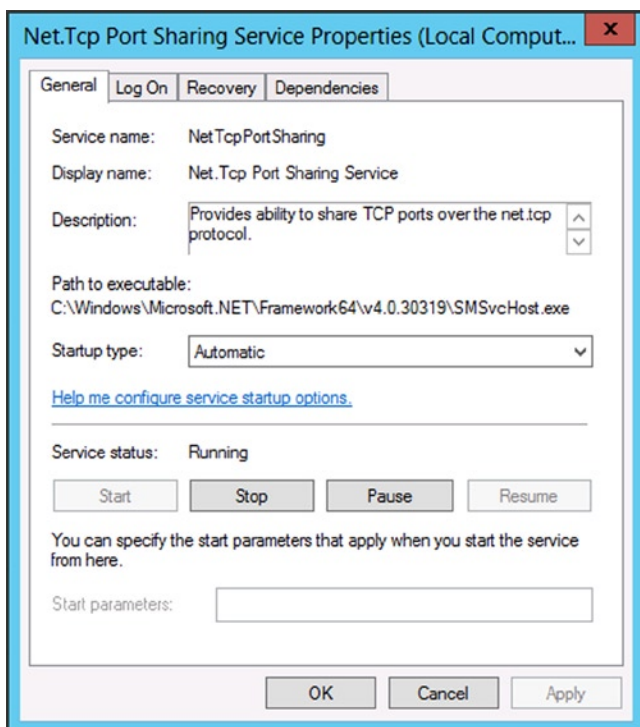 Net.Tcp Port Sharing Service Properties (Local Comput...
x
General Log On Recovery Dependencies
Service name: NetTcpPortSharing
Display name: Net.Tcp Port Sharing Service
Description: Provides ability to share TCP ports over the net.tcp
protocol.
Path to executable:
C:\Windows\Microsoft.NET\Framework64\v4.0.30319\SMSvcHost.exe
Startup type: Automatic
Help me configure service startup options.
Service status: Running
Start Stop Pause Resume
You can specify the start parameters that apply when you start the service
from here.
Start parameters:
OK Cancel Apply